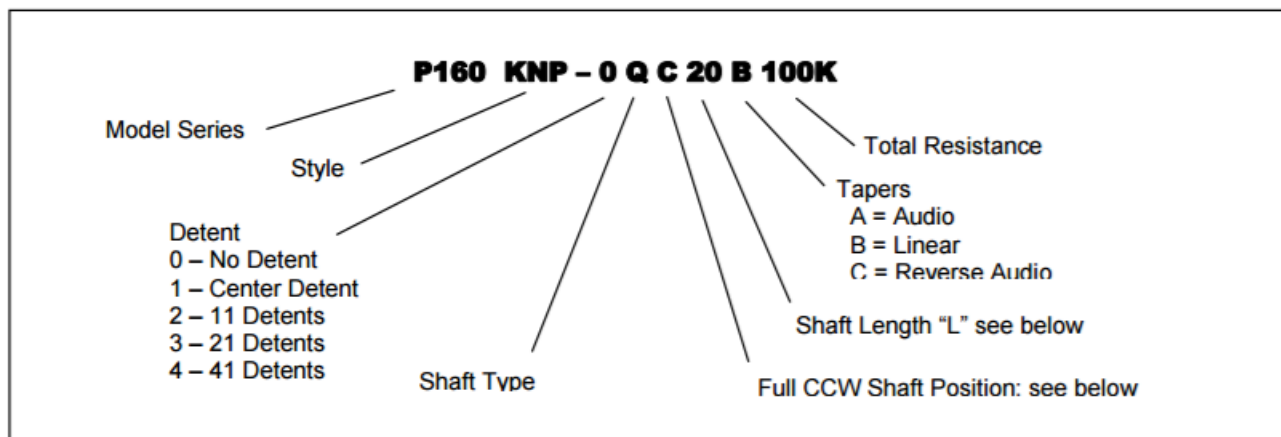 P160 KNP – 0 Q C 20 B 100K
Model Series
Total Resistance
Style
Tapers
A = Audio
B = Linear
C = Reverse Audio
Detent
0 – No Detent
1 – Center Detent
2 – 11 Detents
3 – 21 Detents
4 – 41 Detents
Shaft Length “L” see below
Shaft Type
Full CCW Shaft Position: see below